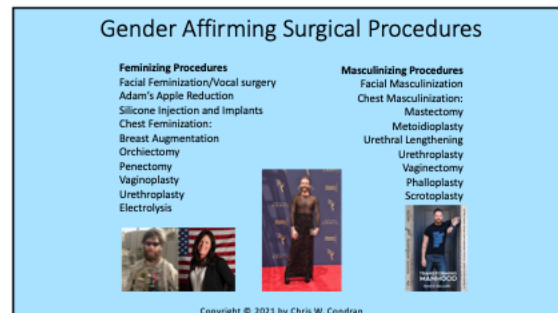 Gender Affirming Surgical Procedures
Feminizing Procedures
Facial Feminization/Vocal surgery
Adam's Apple Reduction
Silicone Injection and Implants
Chest Feminization:
Breast Augmentation
Orchiectomy
Penectomy
Vaginoplasty
Urethroplasty
Electrolysis
Masculinizing Procedures
Facial Masculinization
Chest Masculinization:
Mastectomy
Metoidioplasty
Urethral Lengthening
Urethroplasty
Vaginectomy
Phalloplasty
Scrotoplasty
TRANSFORMING
MANHOOD
Copyright © 2021 by Chris W. Condran